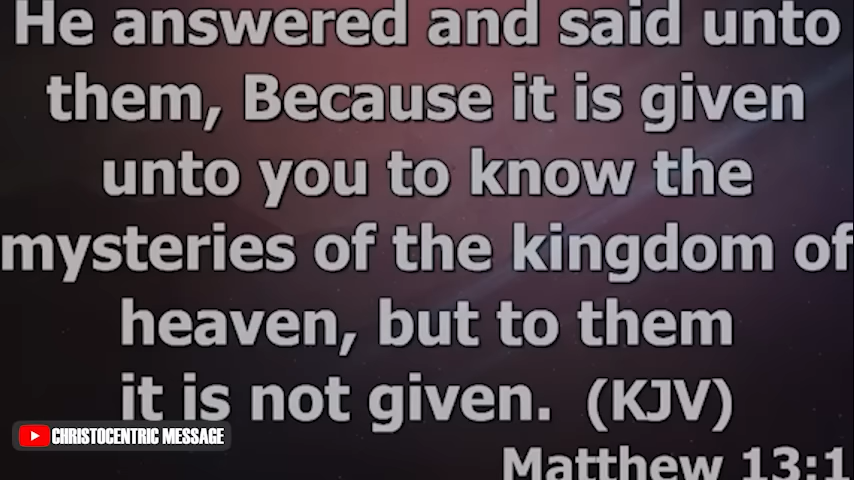 He answered and said unto
them, Because it is given
unto you to know the
mysteries of the kingdom of
heaven, but to them
it is not given. (KJV)
CHRISTOCENTRIC MESSAGE
Matthew 13:1